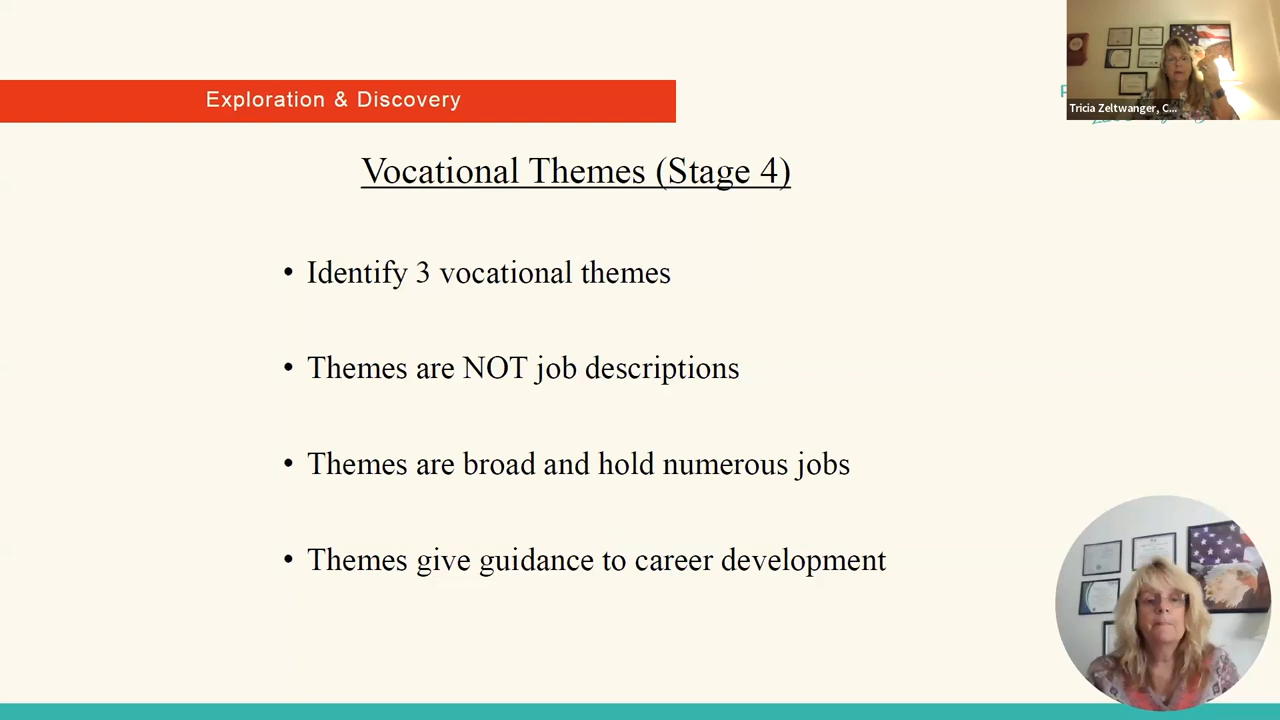 Exploration & Discovery
Tricia Zeltwanger, C...
Vocational Themes (Stage 4)
• Identify 3 vocational themes
• Themes are NOT job descriptions
• Themes are broad and hold numerous jobs
• Themes give guidance to career development